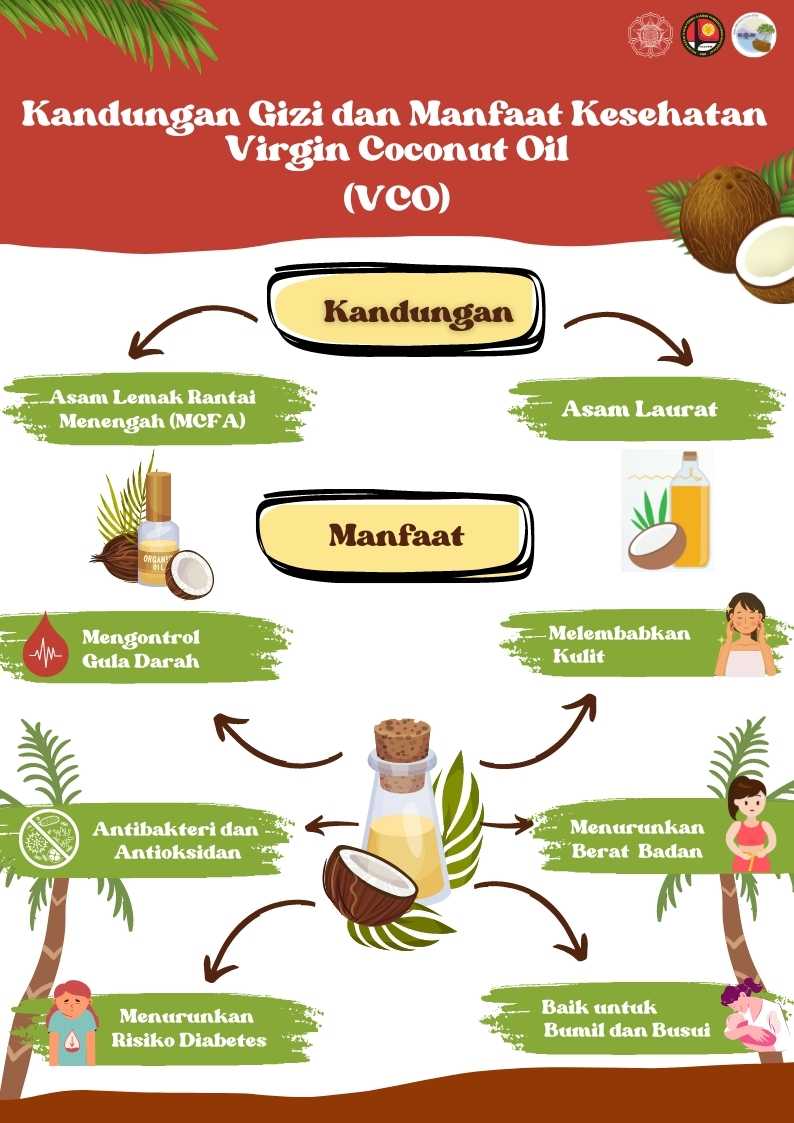 Kandungan Gizi dan Manfaat Kesehatan
Virgin Coconut Oil
(VCO)
Kandungan
Asam Lemak Rantai
Menengah (MCFA)
Asam Laurat
ORGANIC
OIL
Manfaat
Mengontrol
Gula Darah
Melembabkan
Kulit
Antibakteri dan
Antioksidan
Menurunkan
Berat Badan
Menurunkan
Risiko Diabetes
Baik untuk
Bumil dan Busui